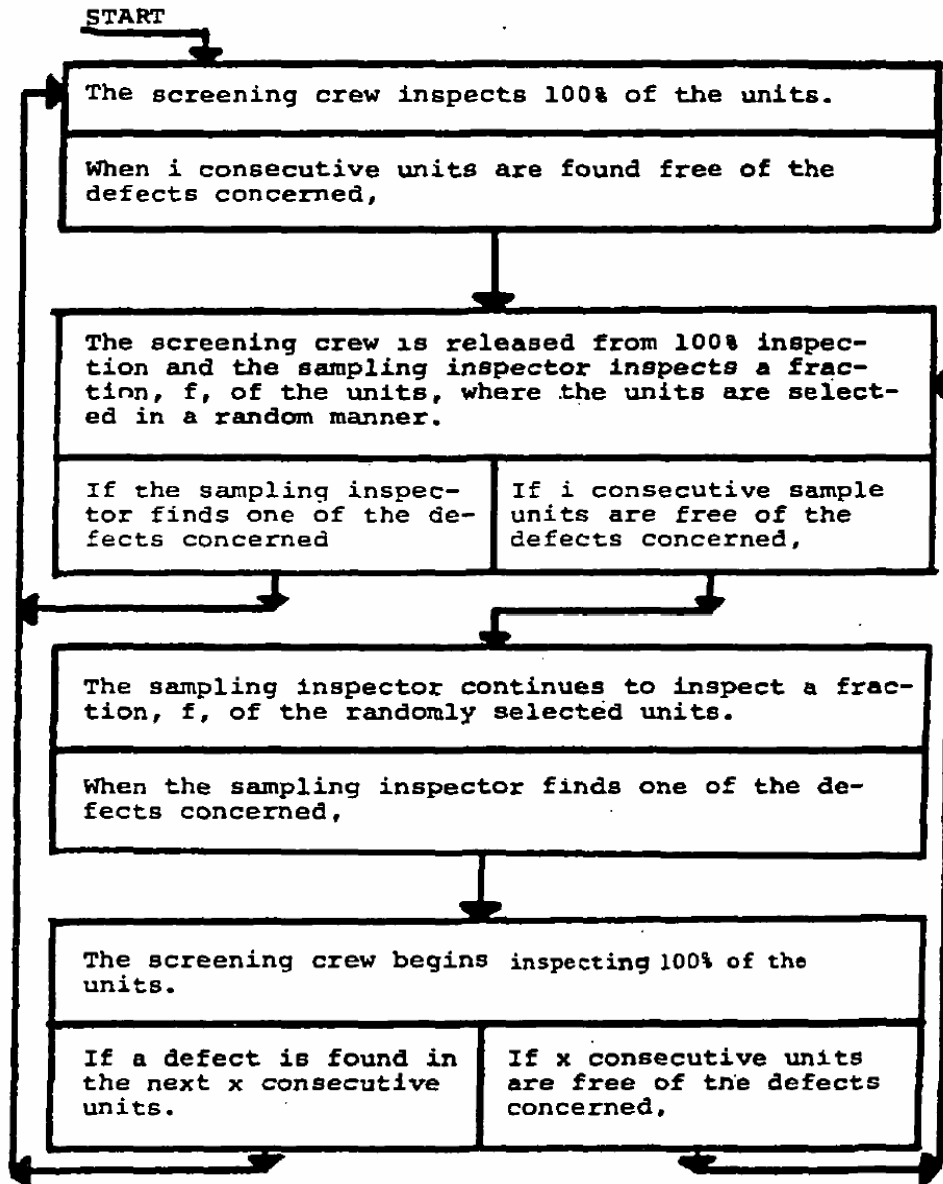 START
The screening crew inspects 100% of the units.
When i consecutive units are found free of the
defects concerned,
The screening crew is released from 100% inspec-
tion and the sampling inspector inspects a frac-
tion, f, of the units, where the units are select-
ed in a random manner.
If the sampling inspec-
tor finds one of the de-
fects concerned
If i consecutive sample
units are free of the
defects concerned,
The sampling inspector continues to inspect a frac-
tion, f, of the randomly selected units.
When the sampling inspector finds one of the de-
fects concerned,
The screening crew begins inspecting 100% of the
units.
If a defect is found in
the next x consecutive
units.
If x consecutive units
are free of the defects
concerned,